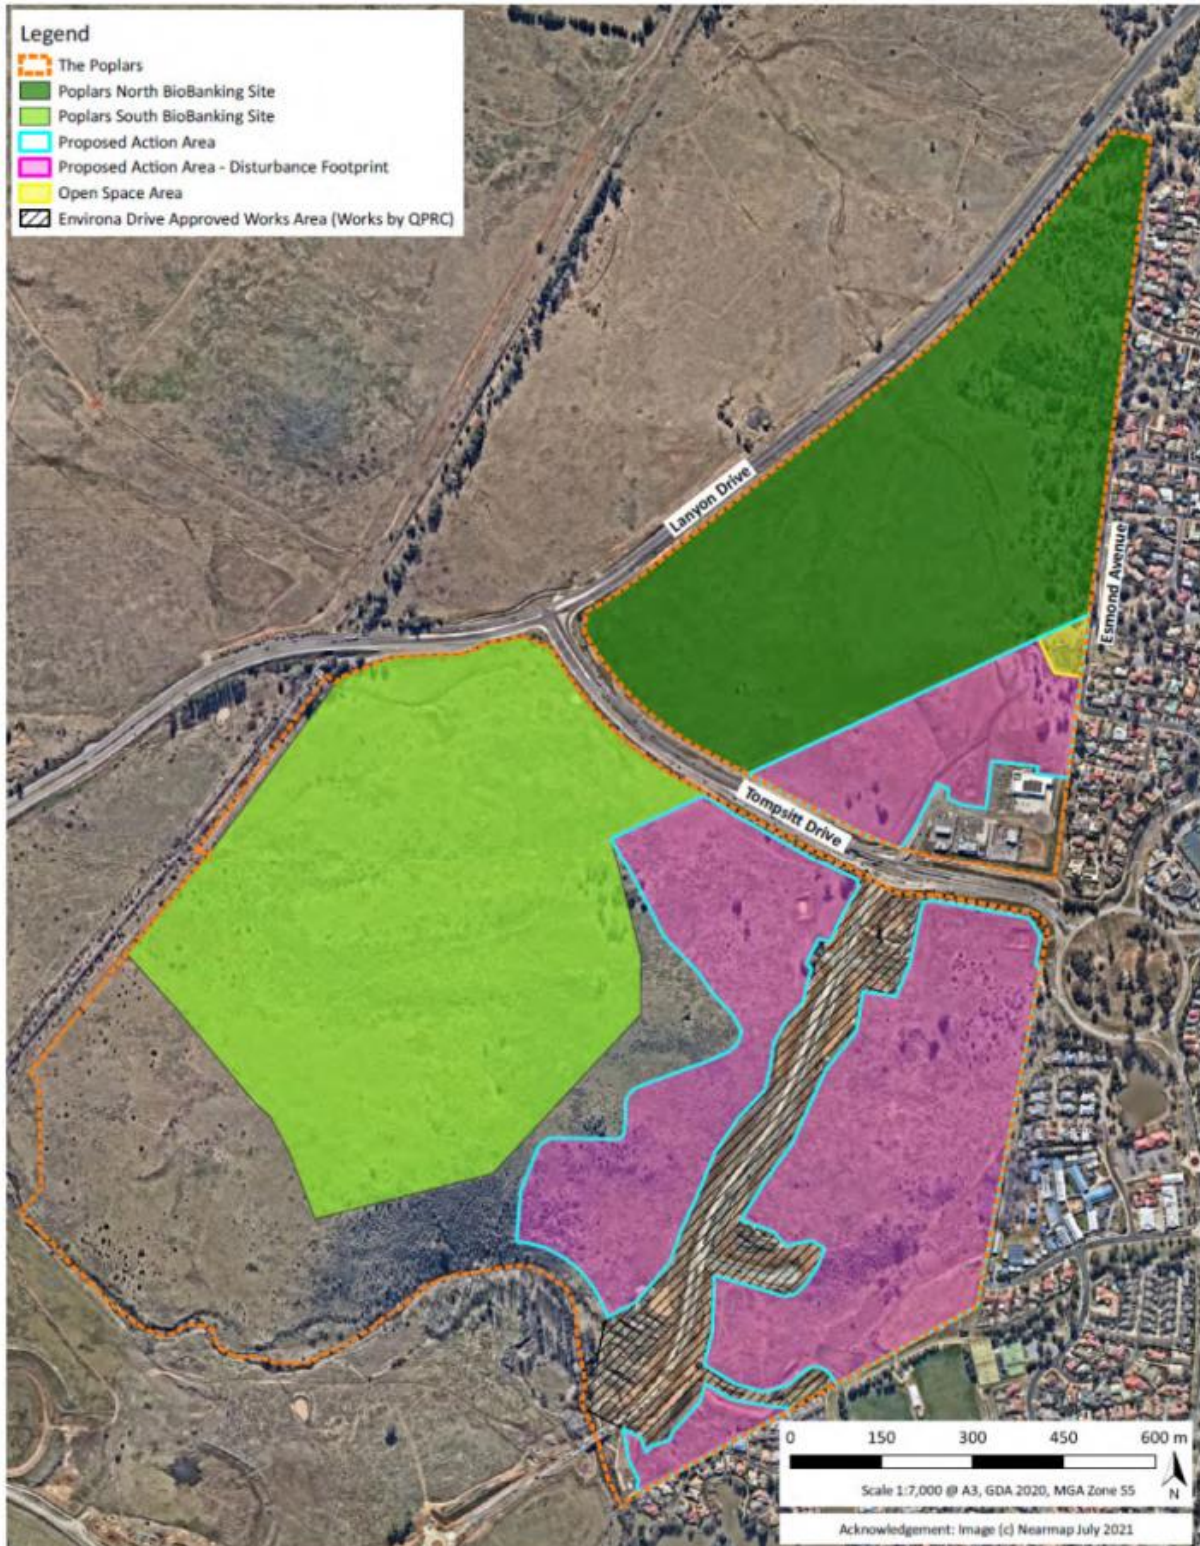 Legend
The Poplars
Poplars North BioBanking Site
Poplars South BioBanking Site
Proposed Action Area
Proposed Action Area - Disturbance Footprint
Open Space Area
Environa Drive Approved Works Area (Works by QPRC)
Lanyon Drive
Esmond Avenue
Tompsitt Drive
0 150 300 450 600 m
Scale 1:7,000 @ A3, GDA 2020, MGA Zone 55
N
Acknowledgement: Image (c) Nearmap July 2021